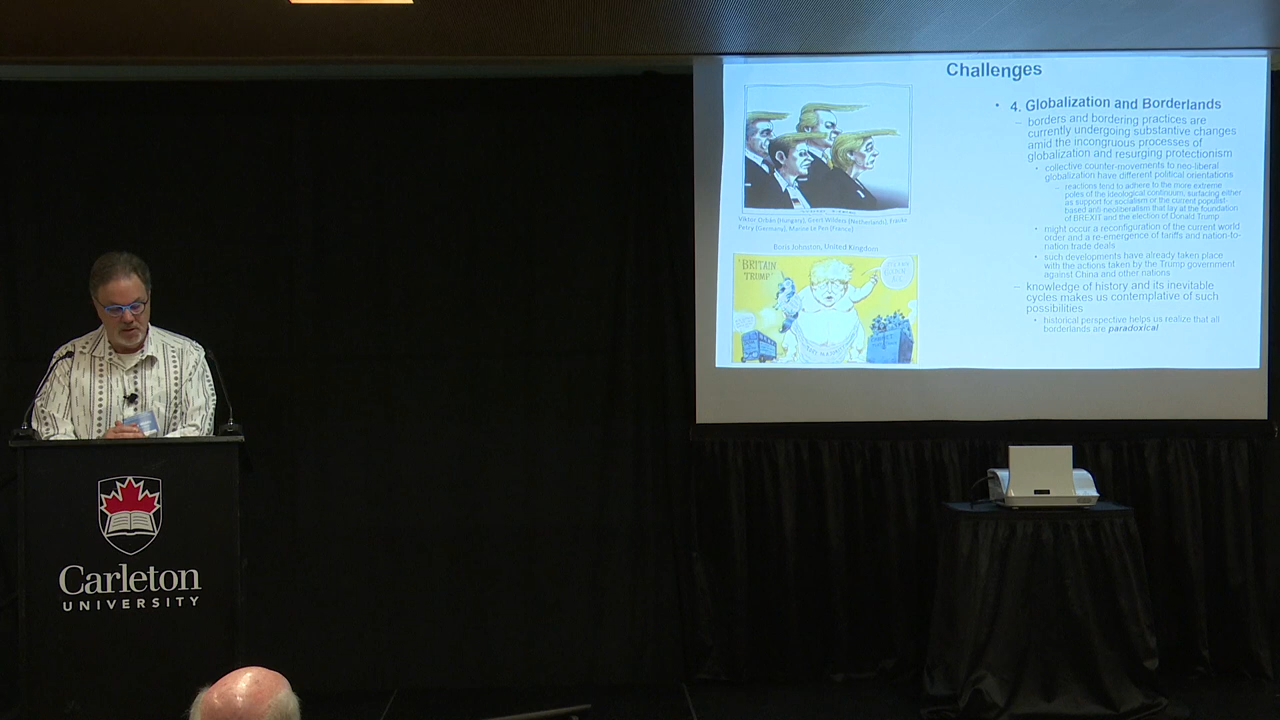 Challenges
• 4. Globalization and Borderlands
– borders and bordering practices are
currently undergoing substantive changes
amid the incongruous processes of
globalization and resurging protectionism
• collective counter-movements to neo-liberal
globalization have different political orientations
– reactions tend to adhere to the more extreme
poles of the ideological continuum, surfacing either
as support for socialism or the current populist-
based anti-neoliberalism that lay at the foundation
of BREXIT and the election of Donald Trump
• might occur a reconfiguration of the current world
order and a re-emergence of tariffs and nation-to-
nation trade deals
• such developments have already taken place
with the actions taken by the Trump government
against China and other nations
– knowledge of history and its inevitable
cycles makes us contemplative of such
possibilities
• historical perspective helps us realize that all
borderlands are paradoxical
Viktor Orbán (Hungary), Geert Wilders (Netherlands), Frauke
Petry (Germany), Marine Le Pen (France)
Boris Johnston, United Kingdom
'BRITAIN
TRUMP'
Carleton
UNIVERSITY